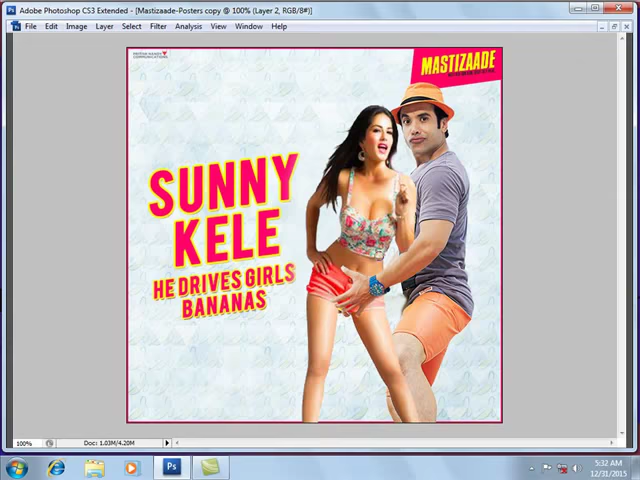 Adobe Photoshop CS3 Extended - [Mastizaade-Posters copy @ 100% (Layer 2, RGB/8#)]
File Edit Image Layer Select Filter Analysis View Window Help
COMMUNICATIONS
MASTIZAADE
SUNNY
KELE
HE DRIVES GIRLS
BANANAS
100% Doc: 1.03M/4.20M
Ps
5:32 AM
12/31/2015